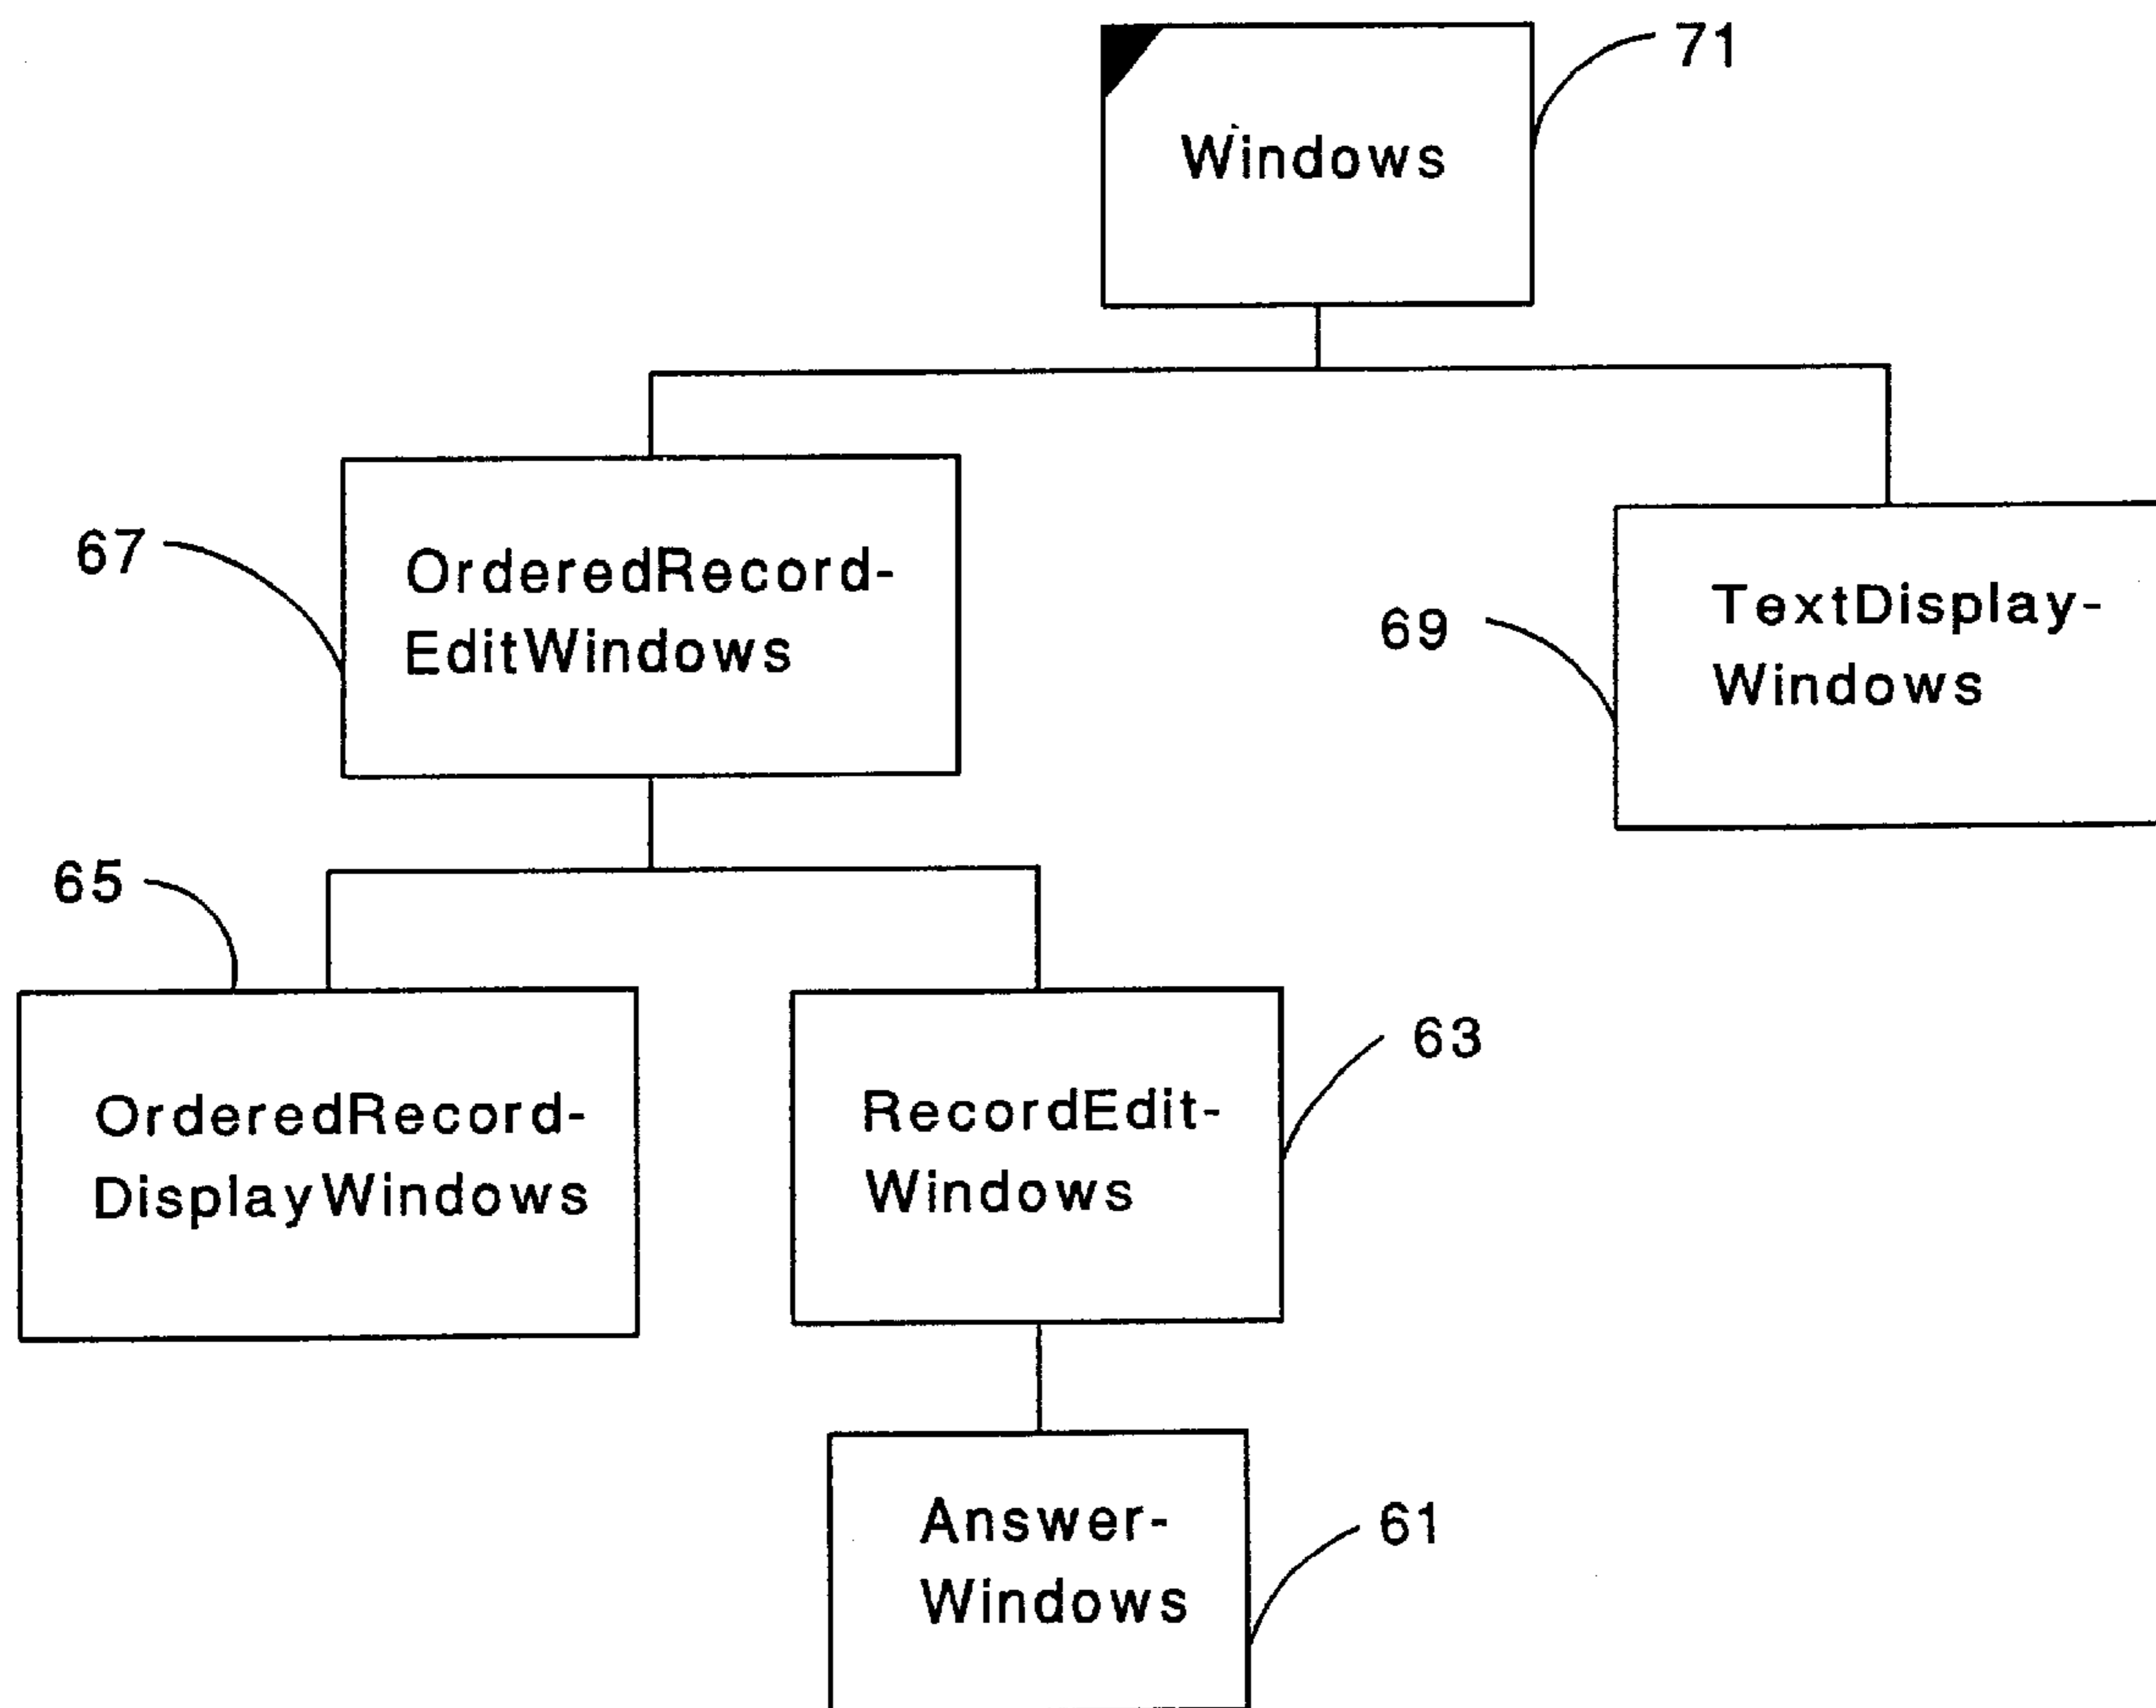 71
Windows
67
OrderedRecord-
EditWindows
69
TextDisplay-
Windows
65
OrderedRecord-
DisplayWindows
RecordEdit-
Windows
63
Answer-
Windows
61